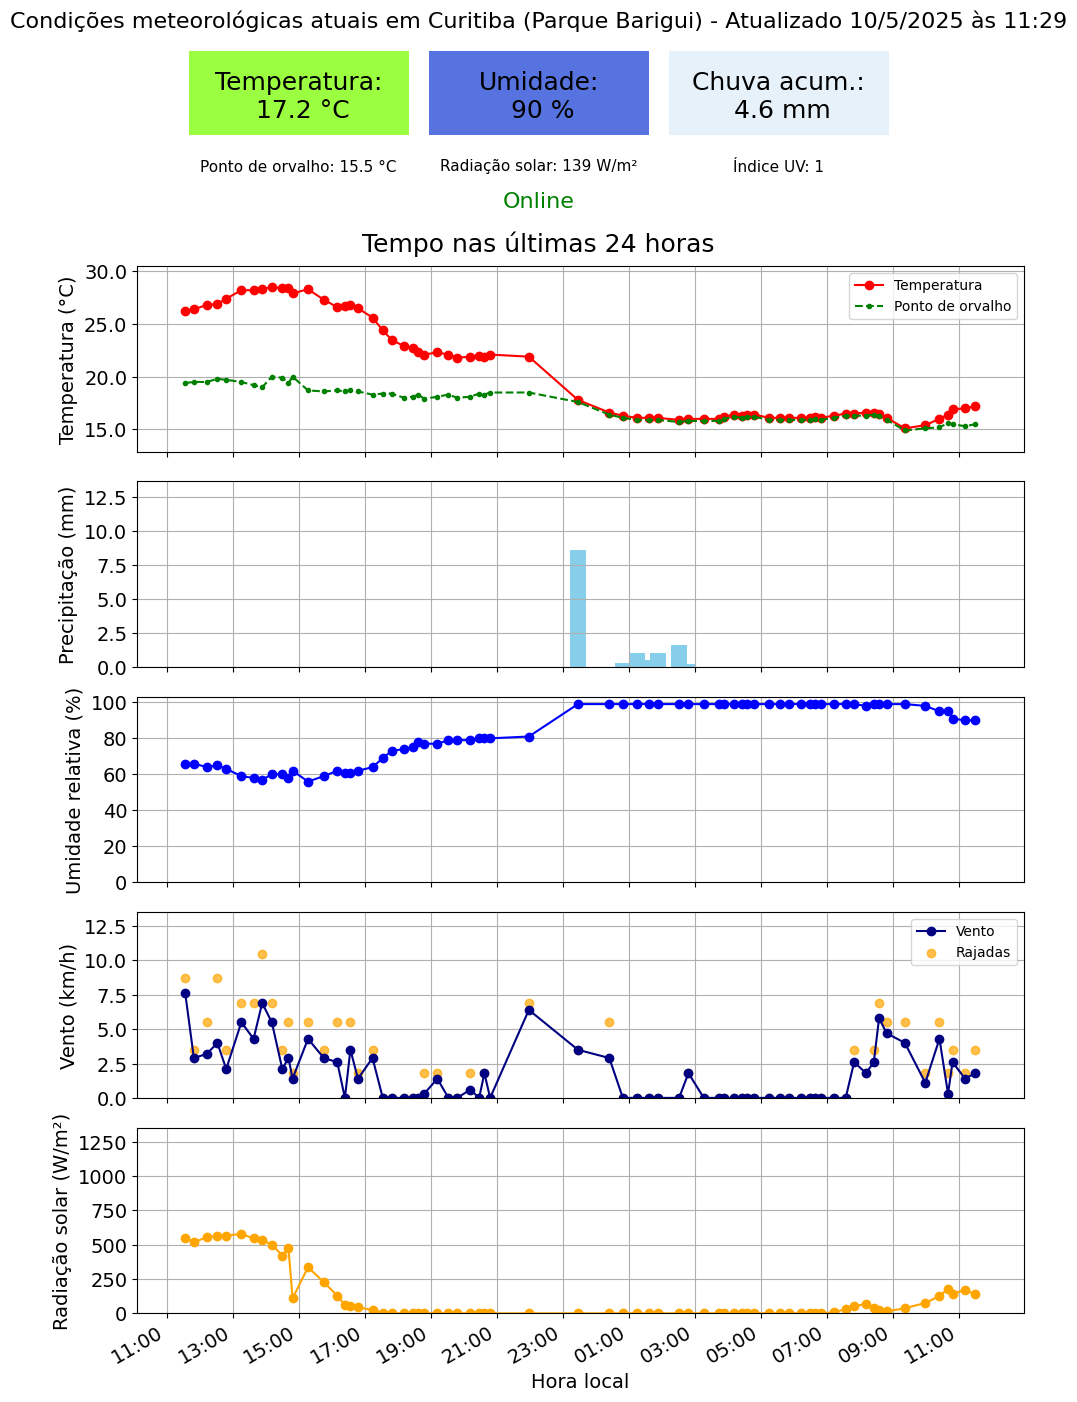 Condições meteorológicas atuais em Curitiba (Parque Barigui) - Atualizado 10/5/2025 às 11:29
Temperatura:
17.2 °C
Umidade:
90 %
Chuva acum.:
4.6 mm
Ponto de orvalho: 15.5 °C
Radiação solar: 139 W/m²
Índice UV: 1
Online
Tempo nas últimas 24 horas
Temperatura (°C)
30.0
25.0
20.0
15.0
Temperatura
Ponto de orvalho
Precipitação (mm)
12.5
10.0
7.5
5.0
2.5
0.0
Umidade relativa (%)
100
80
60
40
20
0
Vento (km/h)
12.5
10.0
7.5
5.0
2.5
0.0
Vento
Rajadas
Radiação solar (W/m²)
1250
1000
750
500
250
0
11:00
13:00
15:00
17:00
19:00
21:00
23:00
01:00
03:00
05:00
07:00
09:00
11:00
Hora local